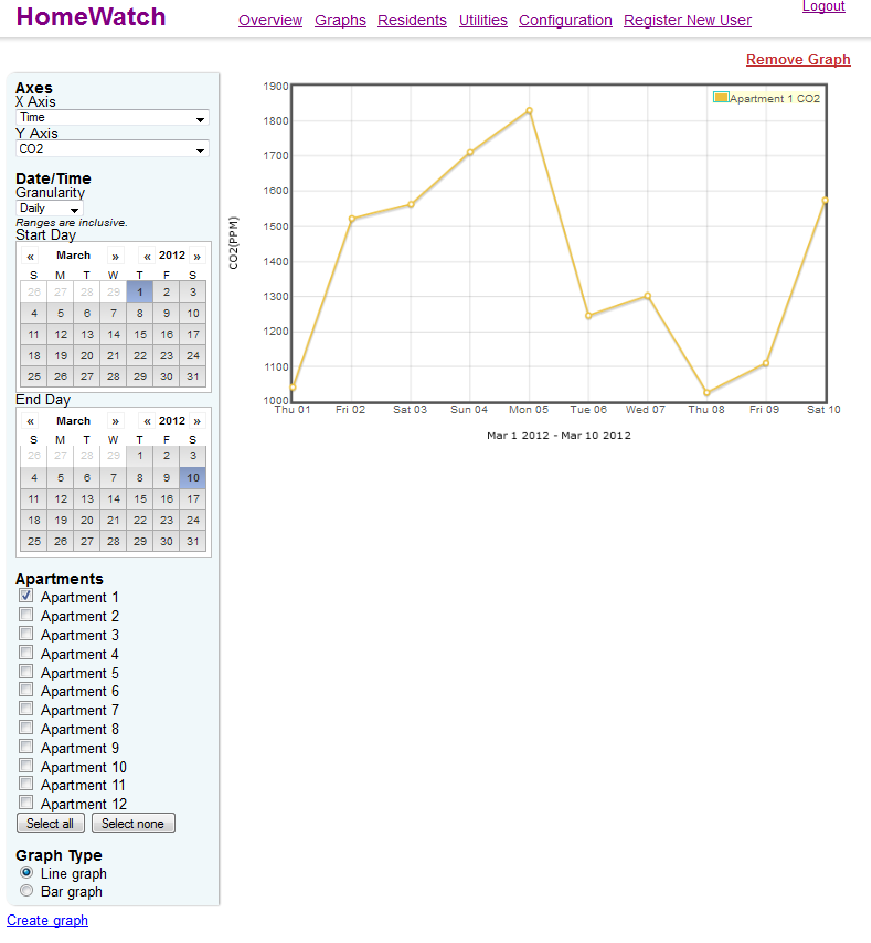 HomeWatch
Overview Graphs Residents Utilities Configuration Register New User
Logout
Remove Graph
Axes
X Axis
Time
Y Axis
CO2
Date/Time
Granularity
Daily
Ranges are inclusive.
Start Day
« March » « 2012 »
S M T W T F S
26 27 28 29 1 2 3
4 5 6 7 8 9 10
11 12 13 14 15 16 17
18 19 20 21 22 23 24
25 26 27 28 29 30 31
End Day
« March » « 2012 »
S M T W T F S
26 27 28 29 1 2 3
4 5 6 7 8 9 10
11 12 13 14 15 16 17
18 19 20 21 22 23 24
25 26 27 28 29 30 31
Apartments
Apartment 1
Apartment 2
Apartment 3
Apartment 4
Apartment 5
Apartment 6
Apartment 7
Apartment 8
Apartment 9
Apartment 10
Apartment 11
Apartment 12
Select all Select none
Graph Type
Line graph
Bar graph
Create graph
Apartment 1 CO2
CO2(PPM)
1900
1800
1700
1600
1500
1400
1300
1200
1100
1000
Thu 01 Fri 02 Sat 03 Sun 04 Mon 05 Tue 06 Wed 07 Thu 08 Fri 09 Sat 10
Mar 1 2012 - Mar 10 2012